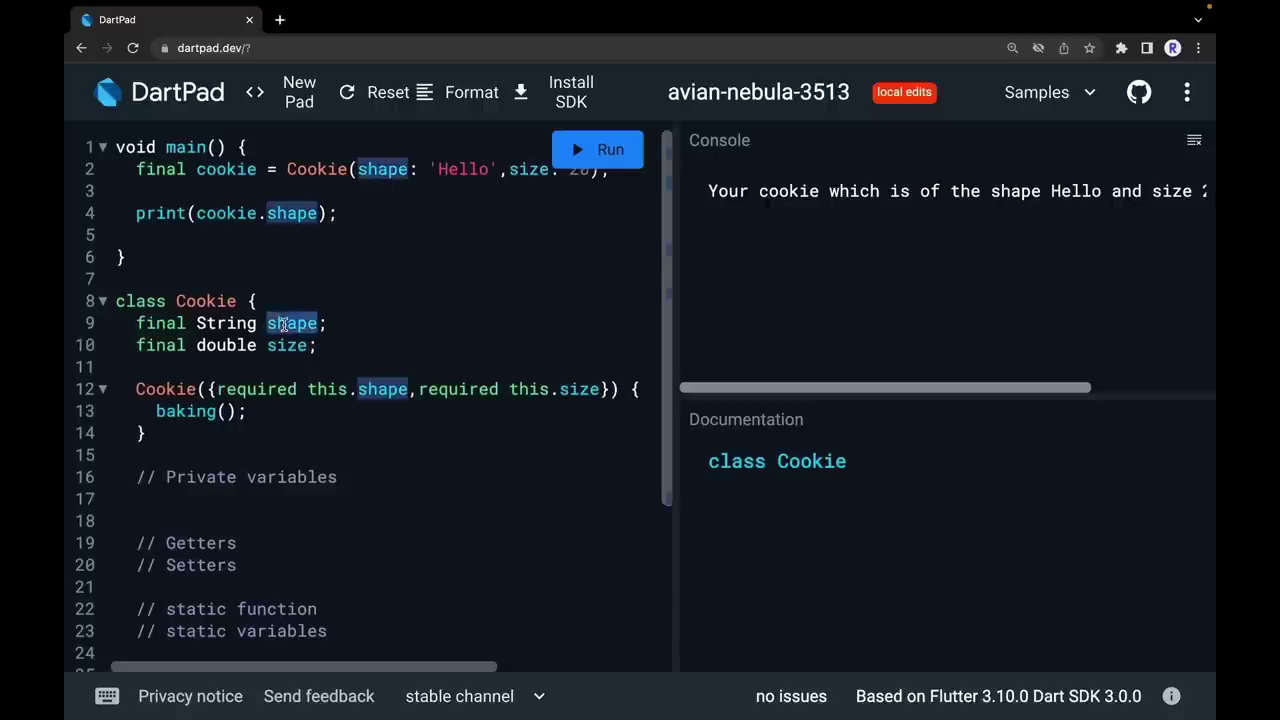 DartPad
dartpad.dev/?
R
DartPad
New Pad
Reset
Format
Install SDK
avian-nebula-3513
local edits
Samples
1 void main() {
2 final cookie = Cookie(shape: 'Hello',size: 20);
3
4 print(cookie.shape);
5
6 }
7
8 class Cookie {
9 final String shape;
10 final double size;
11
12 Cookie({required this.shape,required this.size}) {
13 baking();
14 }
15
16 // Private variables
17
18
19 // Getters
20 // Setters
21
22 // static function
23 // static variables
24
Run
Console
Your cookie which is of the shape Hello and size
Documentation
class Cookie
Privacy notice
Send feedback
stable channel
no issues
Based on Flutter 3.10.0 Dart SDK 3.0.0